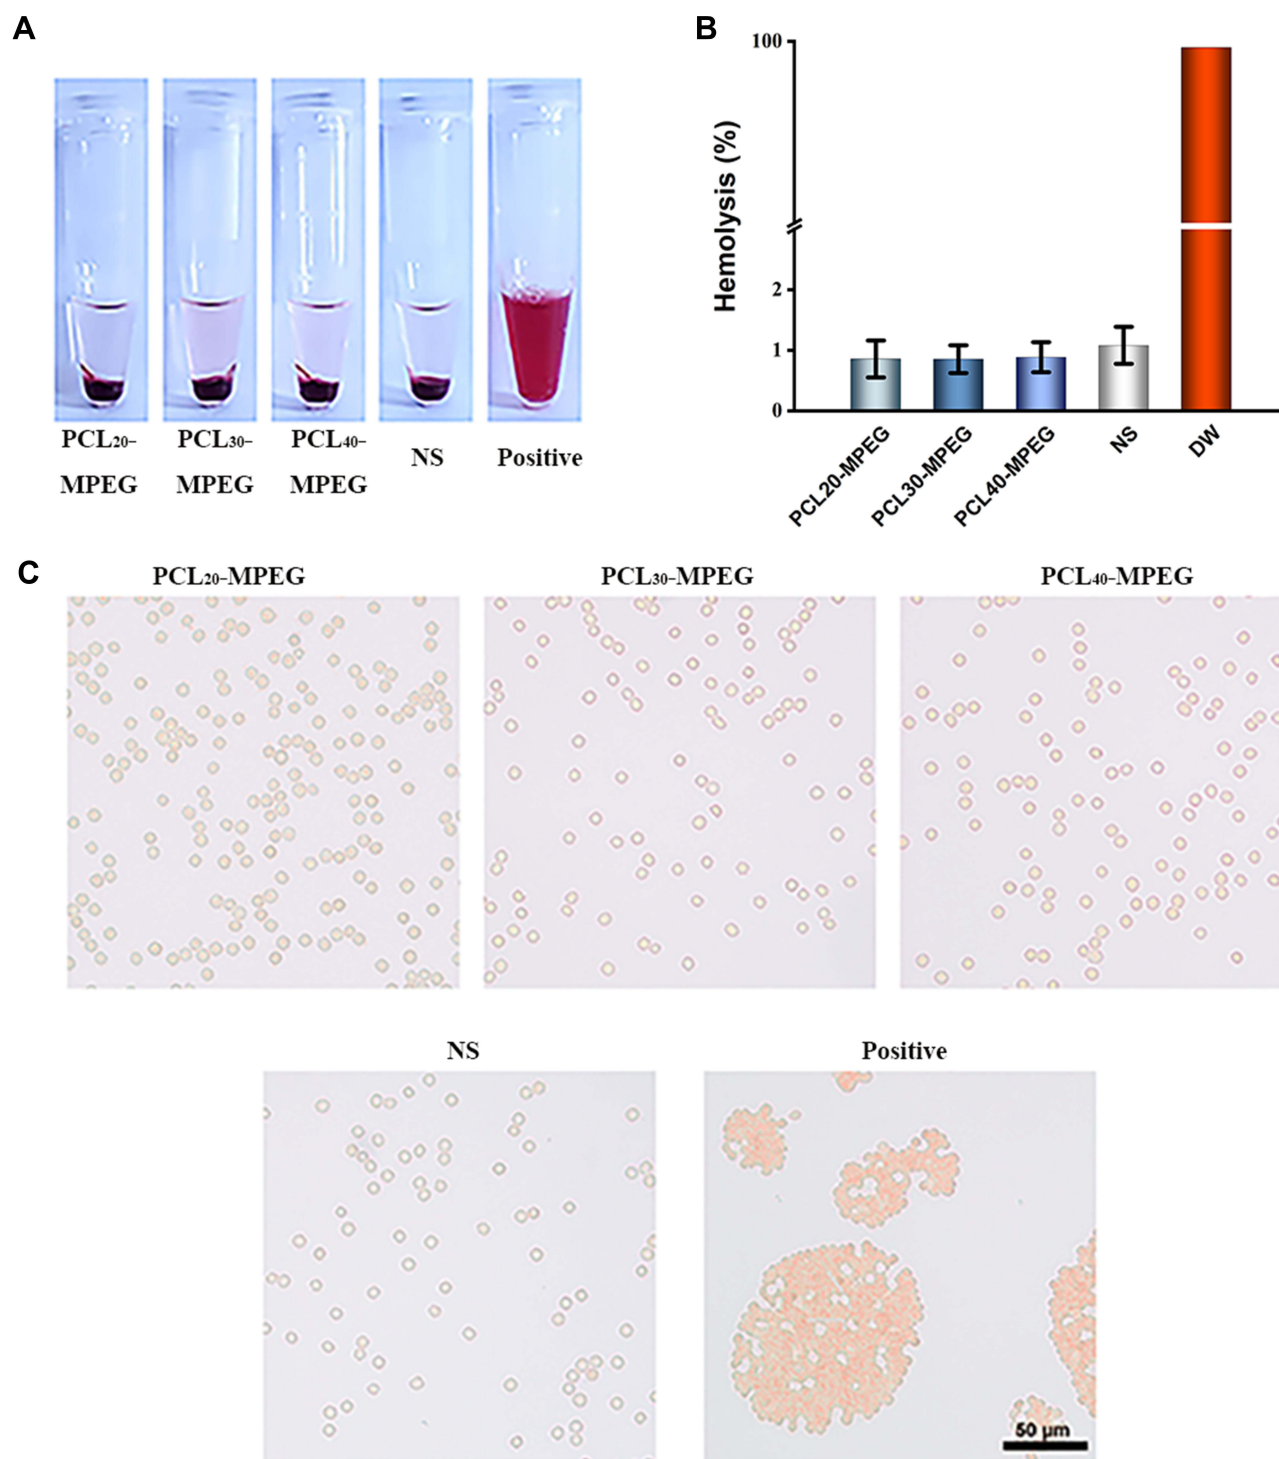 A
PCL20-
MPEG
PCL30-
MPEG
PCL40-
MPEG
NS
Positive
B
Hemolysis (%)
100
2
1
0
PCL20-MPEG
PCL30-MPEG
PCL40-MPEG
NS
DW
C
PCL20-MPEG
PCL30-MPEG
PCL40-MPEG
NS
Positive
50 µm